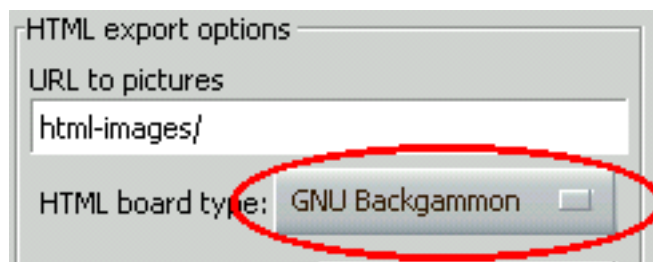 HTML export options
URL to pictures
html-images/
HTML board type: GNU Backgammon